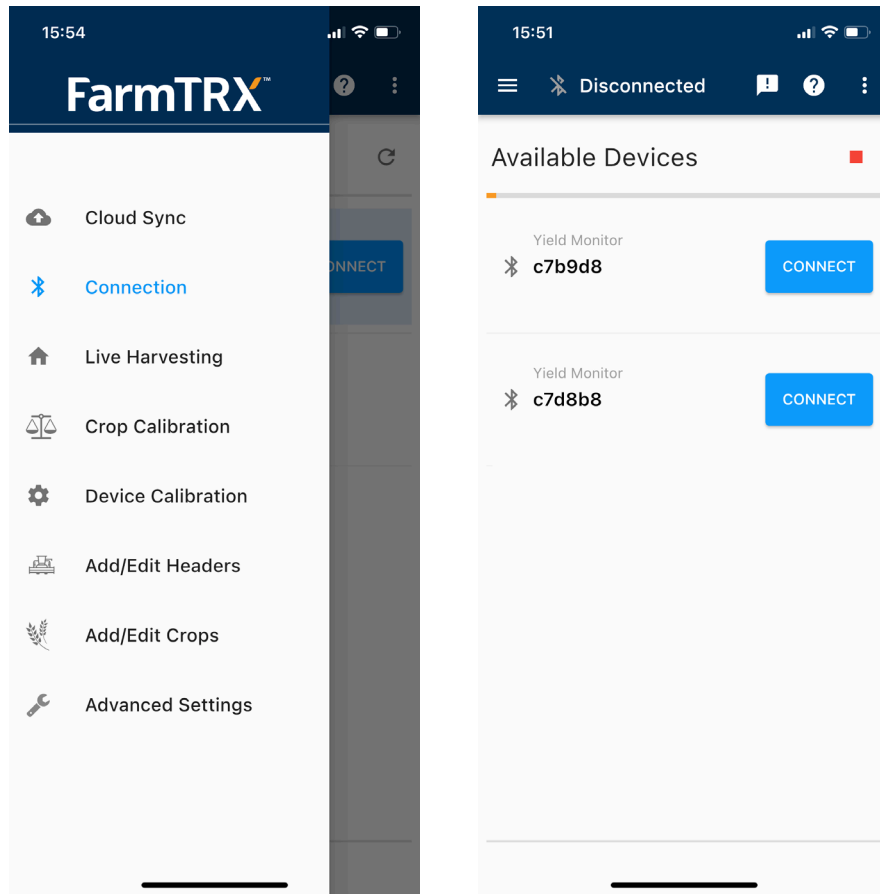 15:54
FarmTRX™
Cloud Sync
Connection
Live Harvesting
Crop Calibration
Device Calibration
Add/Edit Headers
Add/Edit Crops
Advanced Settings
ONNECT
15:51
Disconnected
Available Devices
Yield Monitor
c7b9d8
CONNECT
Yield Monitor
c7d8b8
CONNECT